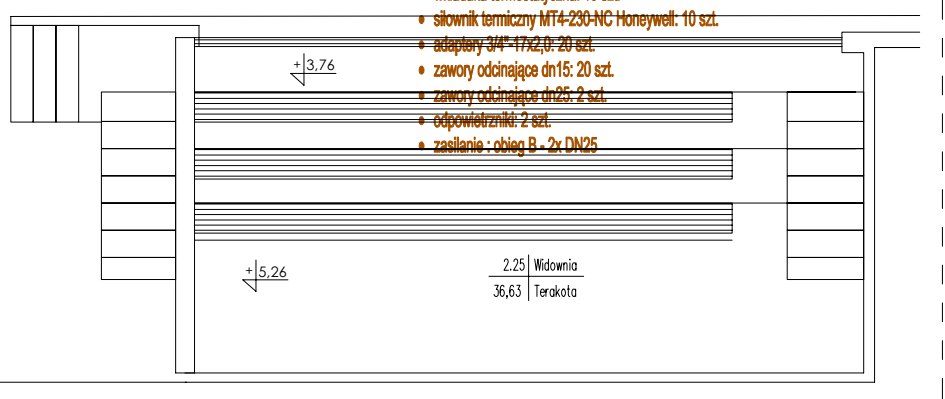 • siłownik termiczny MT4-230-NC Honeywell: 10 szt.
• adaptery 3/4"-17x2,0: 20 szt.
• zawory odcinające dn15: 20 szt.
• zawory odcinające dn25: 2 szt.
• odpowietrzniki: 2 szt.
• zasilanie : obieg B - 2x DN25
+3,76
+5,26
2.25 Widownia
36,63 Terakota